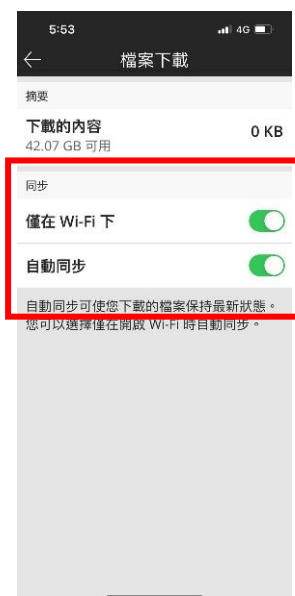 5:53 4G
檔案下載
摘要
下載的內容 0 KB
42.07 GB 可用
同步
僅在 Wi-Fi 下
自動同步
自動同步可使您下載的檔案保持最新狀態。
您可以選擇僅在開啟 Wi-Fi 時自動同步。